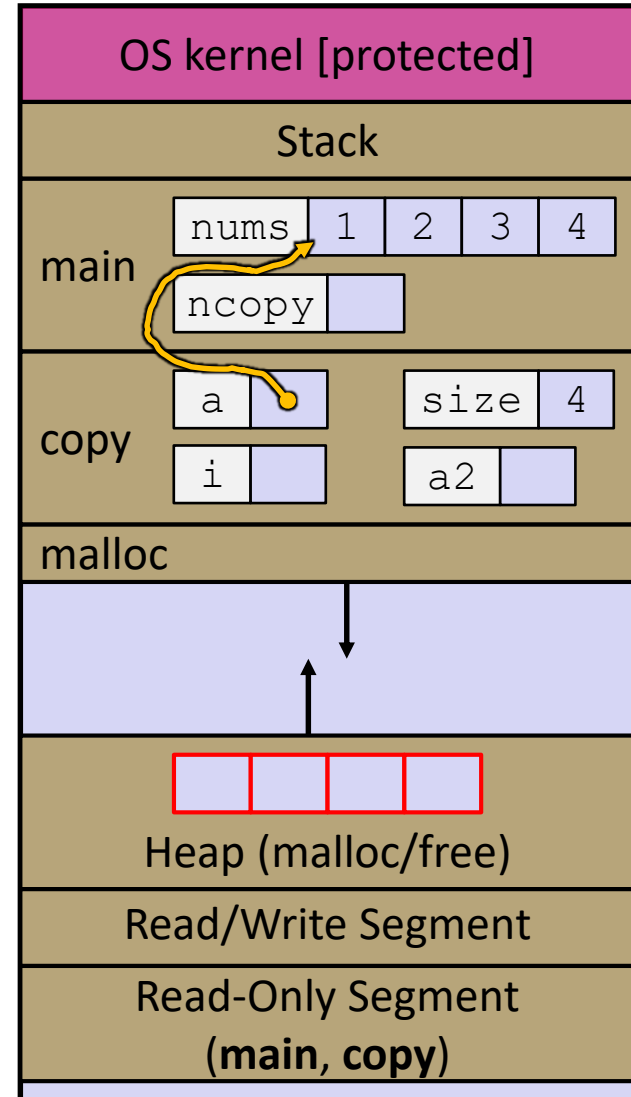 OS kernel [protected]
Stack
main
nums 1 2 3 4
ncopy
copy
a size 4
i a2
malloc
Heap (malloc/free)
Read/Write Segment
Read-Only Segment
(main, copy)